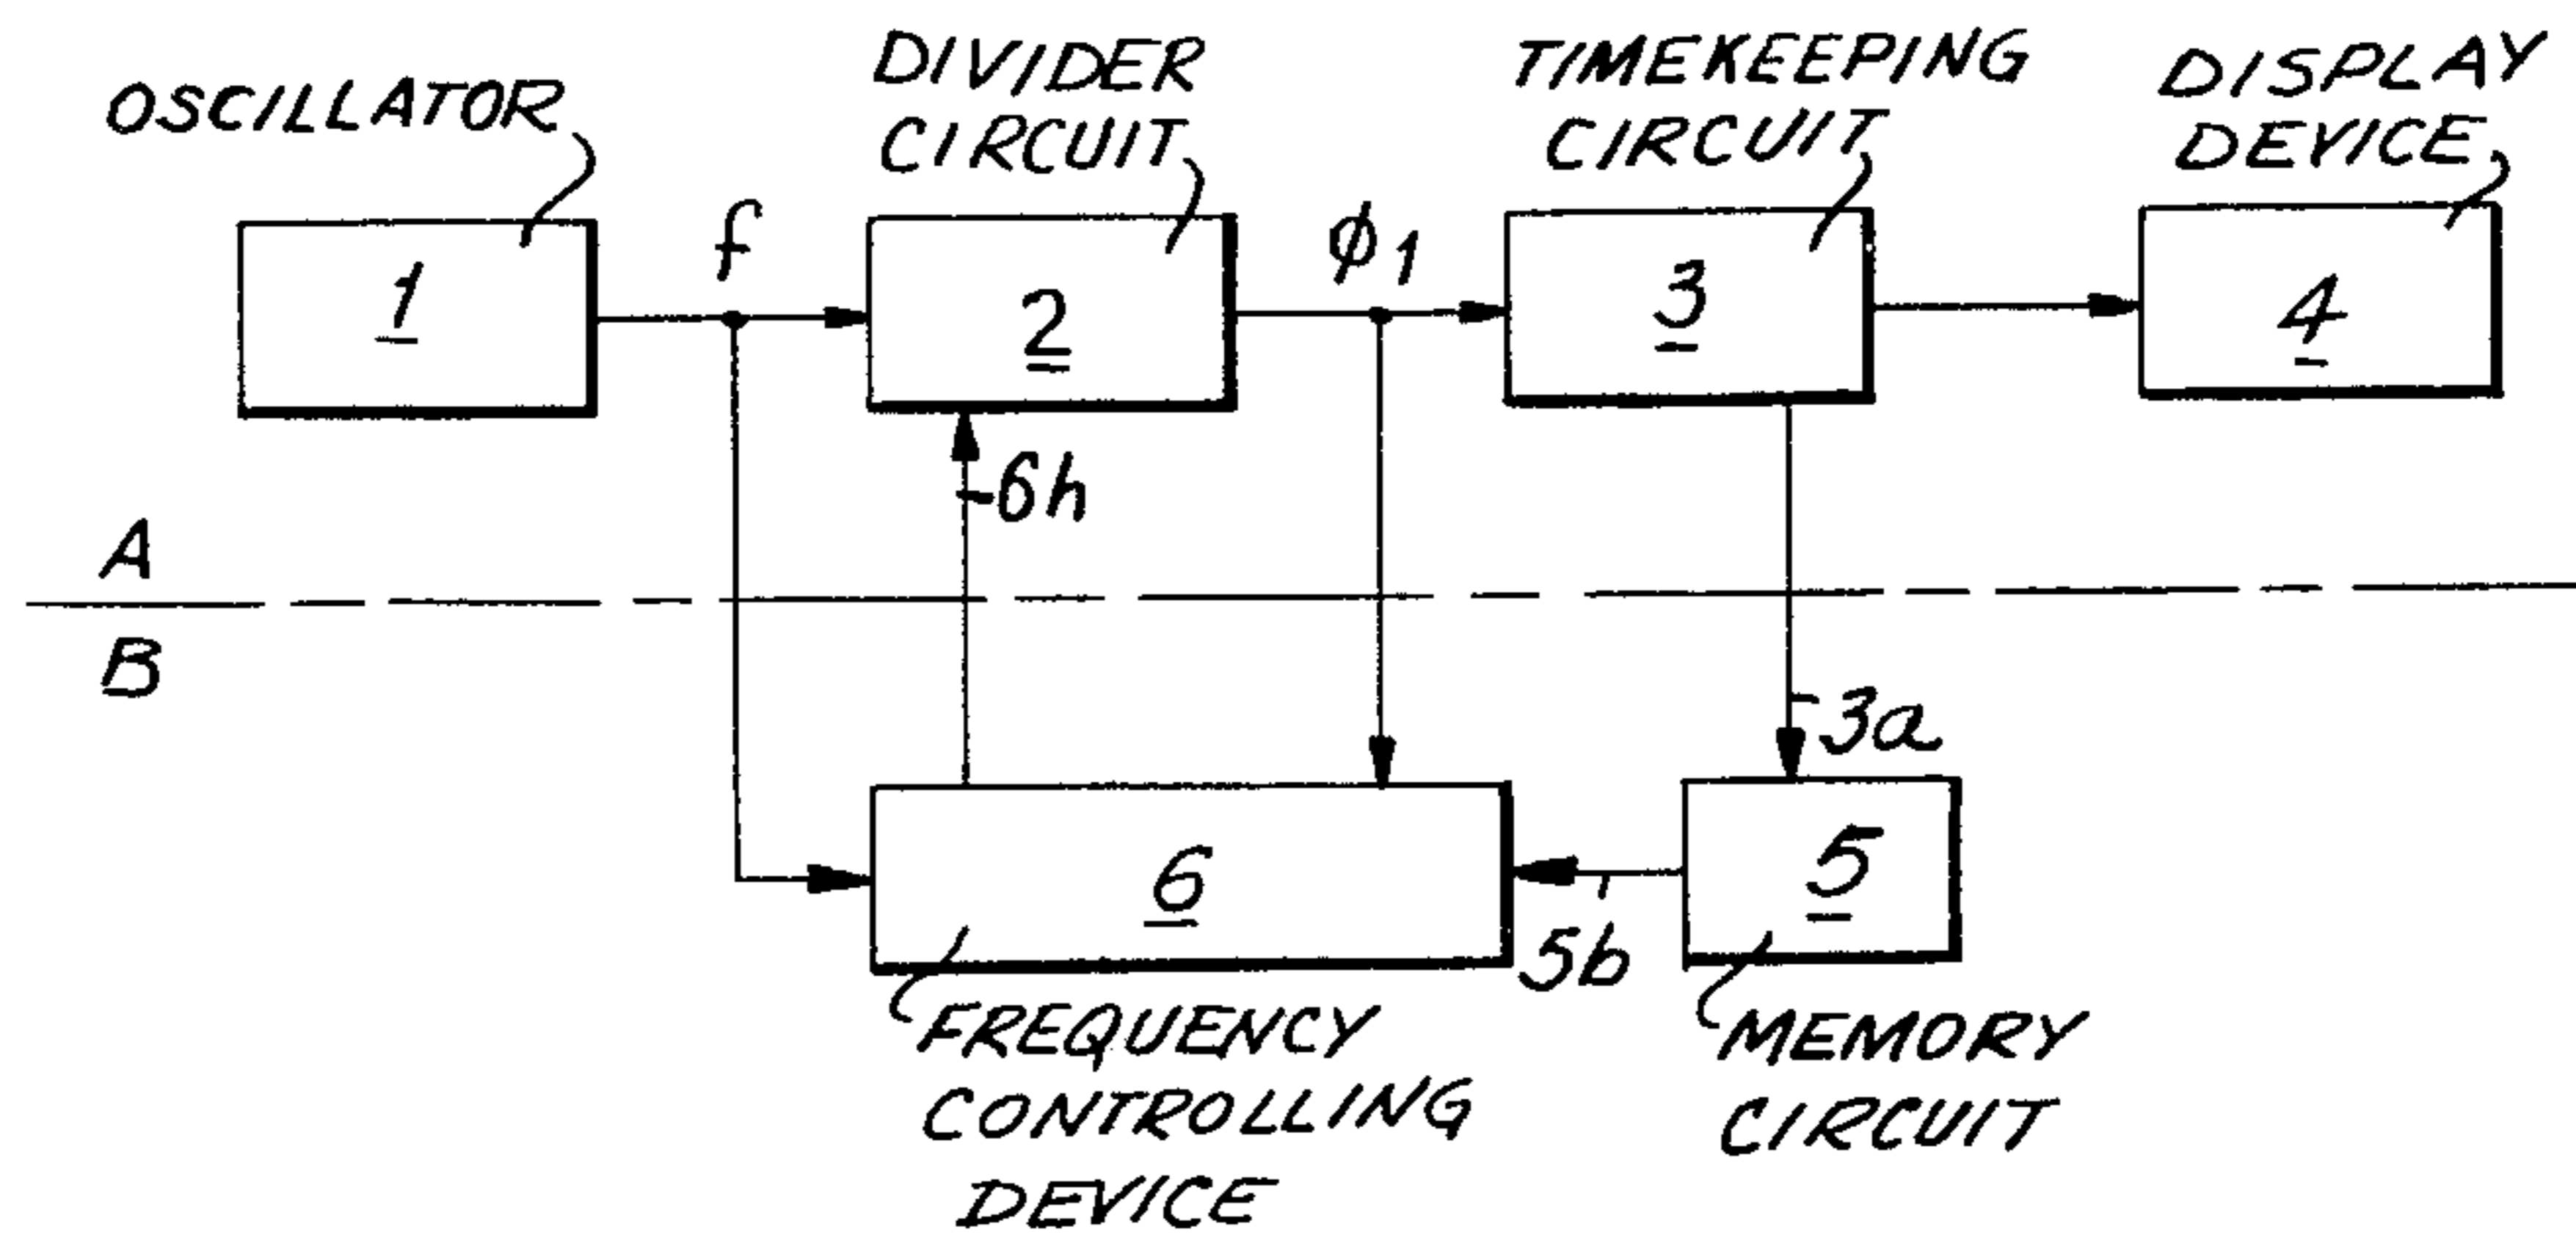 OSCILLATOR
DIVIDER
CIRCUIT
TIMEKEEPING
CIRCUIT
DISPLAY
DEVICE
f
ϕ1
1
2
3
4
6h
A
B
3a
6
5
5b
FREQUENCY
CONTROLLING
DEVICE
MEMORY
CIRCUIT